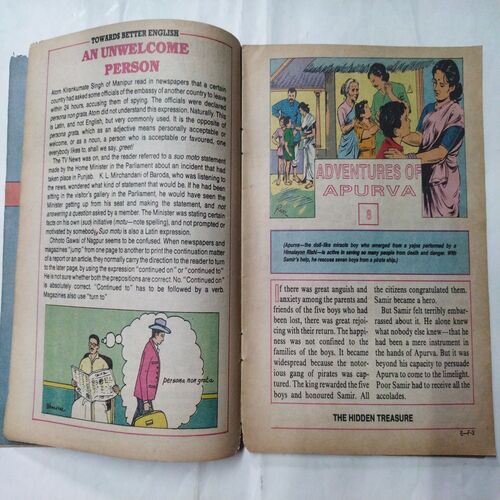 TOWARDS BETTER ENGLISH
AN UNWELCOME
PERSON
Atom Kirankumate Singh of Manipur read in newspapers that a certain
country had asked some officials of the embassy of another country to leave
within 24 hours, accusing them of spying. The officials were declared
persona non grata. Atom did not understand this expression. Naturally. This
is Latin, and not English, but very commonly used. It is the opposite of
persona grata, which as an adjective means personally acceptable or
welcome, or as a noun, a person who is acceptable or favoured, one
everybody likes to, shall we say, greet!
The TV News was on, and the reader referred to a suo moto statement
made by the Home Minister in the Parliament about an incident that had
taken place in Punjab. K.L. Mirchandani of Baroda, who was listening to
the news, wondered what kind of statement that would be. If he had been
sitting in the visitor's gallery in the Parliament, he would have seen the
Minister getting up from his seat and making the statement, and not
answering a question asked by a member. The Minister was stating certain
facts on his own (suo) initiative (motu—note spelling), and not prompted or
motivated by somebody. Suo motu is also a Latin expression.
Chhoto Gawai of Nagpur seems to be confused. When newspapers and
magazines "jump" from one page to another to print the continuation matter
of a report or an article, they normally carry the direction to the reader to turn
to the later page, by using the expression "continued on" or "continued to"
He is not sure whether both the prepositions are correct. No. "Continued on"
is absolutely correct. "Continued to" has to be followed by a verb.
Magazines also use "turn to"
persona non grata
ADVENTURES OF
APURVA
8
(Apurva—the doll-like miracle boy who emerged from a yajna performed by a
Himalayan Rishi—is active in saving so many people from death and danger. With
Samir's help, he rescues seven boys from a pirate ship.)
If there was great anguish and
anxiety among the parents and
friends of the five boys who had
been lost, there was great rejoi-
cing with their return. The happi-
ness was not confined to the
families of the boys. It became
widespread because the notor-
ious gang of pirates was cap-
tured. The king rewarded the five
boys and honoured Samir. All
the citizens congratulated them.
Samir became a hero.
But Samir felt terribly embar-
rassed about it. He alone knew
what nobody else knew—that he
had been a mere instrument in
the hands of Apurva. But it was
beyond his capacity to persuade
Apurva to come to the limelight.
Poor Samir had to receive all the
accolades.
THE HIDDEN TREASURE
E—F-3